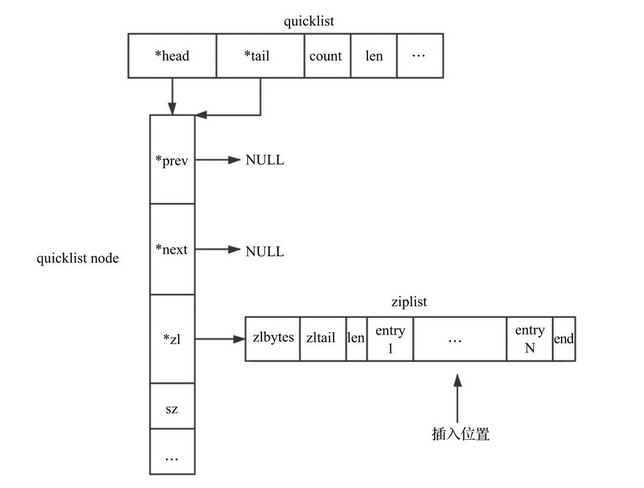 quicklist
*head *tail count len …
*prev NULL
quicklist node
*next NULL
ziplist
*zl zlbytes zltail len entry 1 … entry N end
sz
插入位置
…